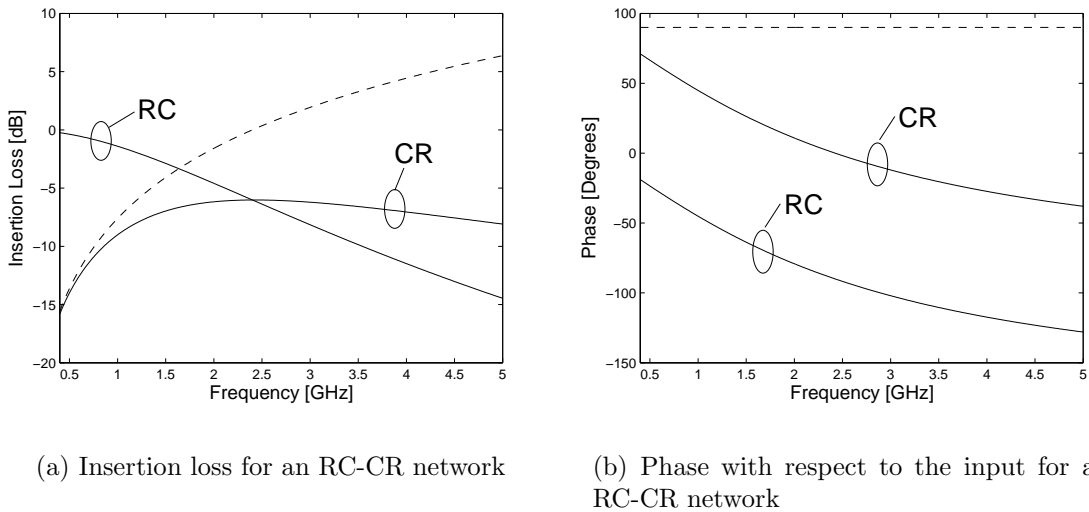 10
5
0
−5
−10
−15
−20
0.5 1 1.5 2 2.5 3 3.5 4 4.5 5
Frequency [GHz]
Insertion Loss [dB]
RC
CR
(a) Insertion loss for an RC-CR network
100
50
0
−50
−100
−150
0.5 1 1.5 2 2.5 3 3.5 4 4.5 5
Frequency [GHz]
Phase [Degrees]
CR
RC
(b) Phase with respect to the input for a
RC-CR network